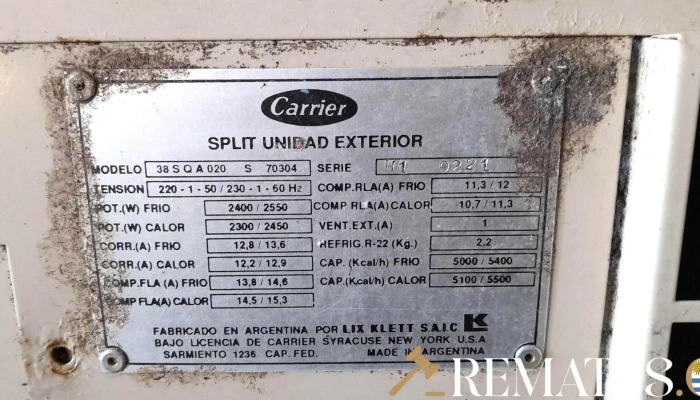 Carrier
SPLIT UNIDAD EXTERIOR
MODELO 38 S Q A 020 S 70304 SERIE H1 0221
TENSION 220 - 1 - 50 / 230 - 1 - 60 Hz COMP.RLA(A) FRIO 11,3 / 12
POT.(W) FRIO 2400 / 2550 COMP RLA(A) CALOR 10,7 / 11,3
POT.(W) CALOR 2300 / 2450 VENT.EXT.(A) 1
CORR.(A) FRIO 12,8 / 13,6 REFRIG.R-22 (Kg.) 2,2
CORR.(A) CALOR 12,2 / 12,9 CAP. (Kcal/h) FRIO 5000 / 5400
COMP.FLA (A) FRIO 13,8 / 14,6 CAP.(Kcal/h) CALOR 5100 / 5500
COMP FLA(A) CALOR 14,5 / 15,3
FABRICADO EN ARGENTINA POR LIX KLETT S.A.I.C LK
BAJO LICENCIA DE CARRIER SYRACUSE NEW YORK U.S.A
SARMIENTO 1236 CAP. FED. MADE IN ARGENTINA
REMATES.